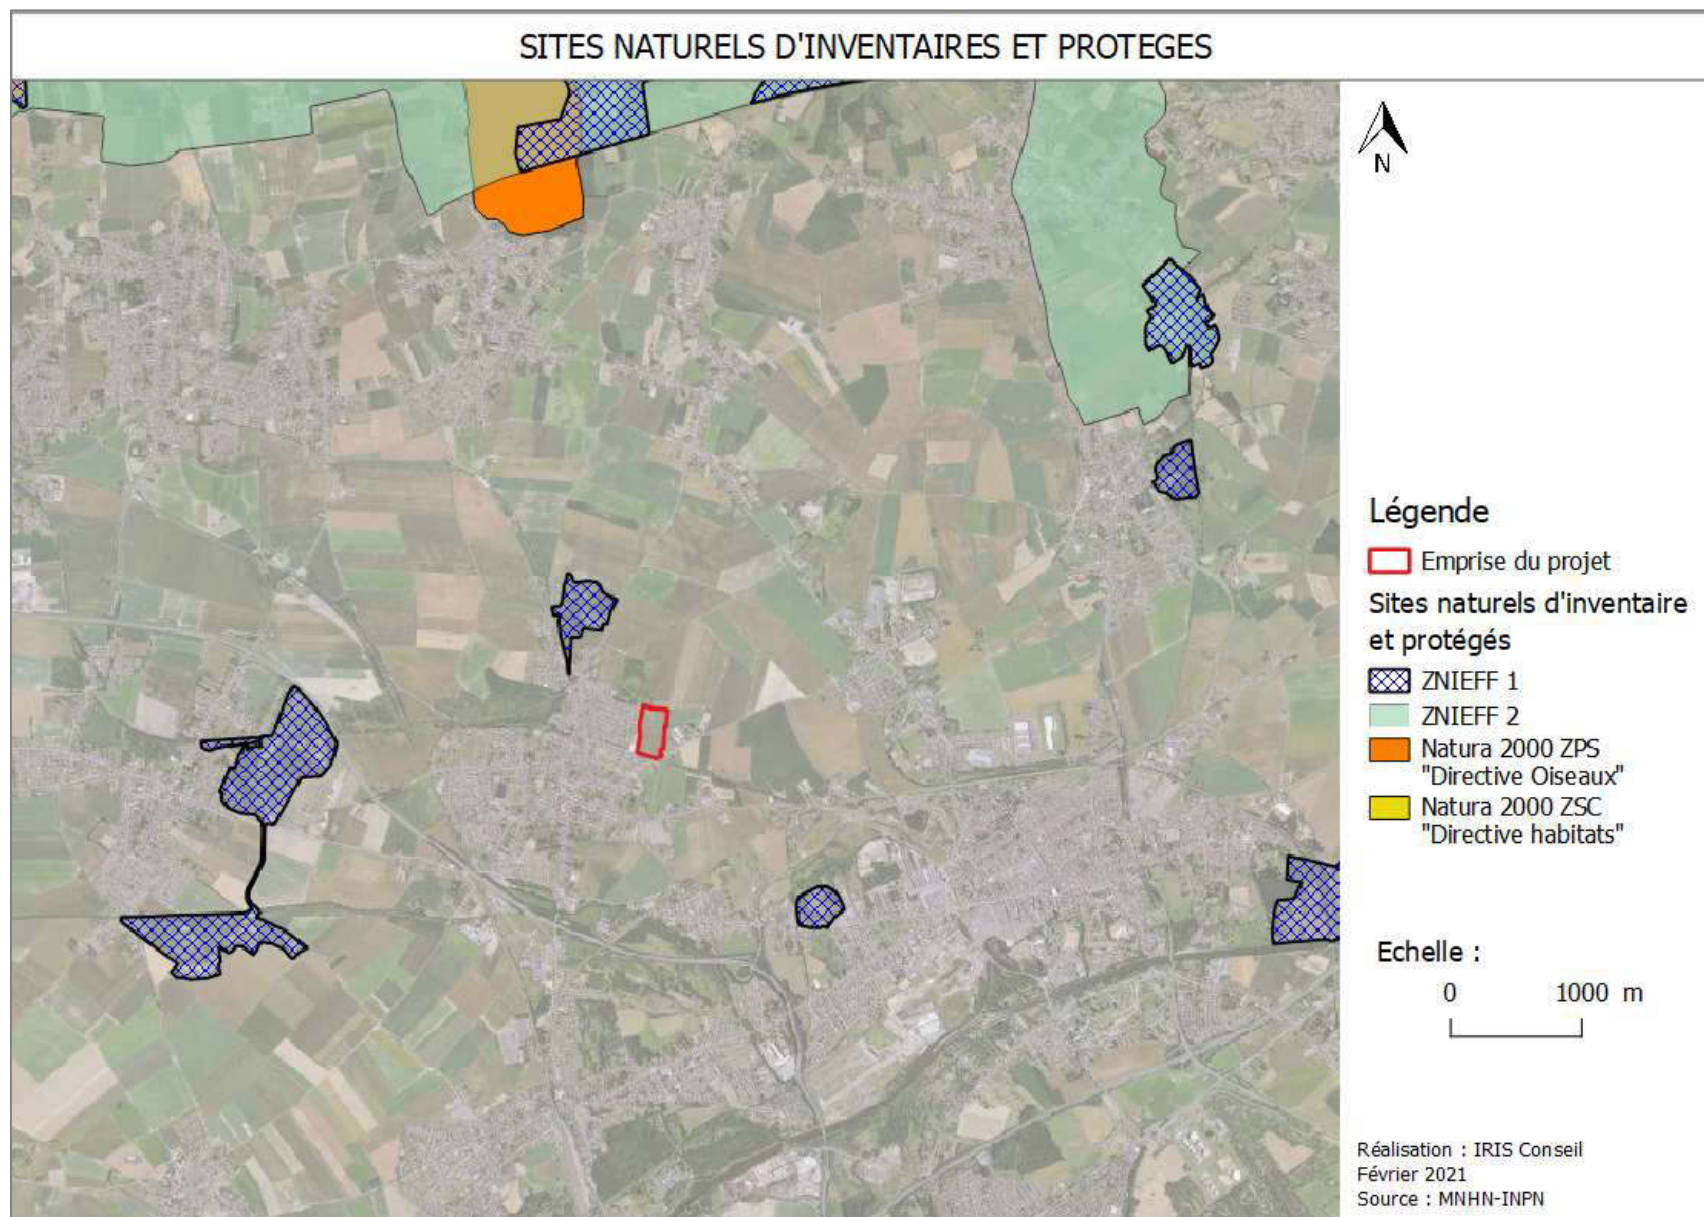 SITES NATURELS D'INVENTAIRES ET PROTEGES
N
Légende
Emprise du projet
Sites naturels d'inventaire
et protégés
ZNIEFF 1
ZNIEFF 2
Natura 2000 ZPS
"Directive Oiseaux"
Natura 2000 ZSC
"Directive habitats"
Echelle :
0 1000 m
Réalisation : IRIS Conseil
Février 2021
Source : MNHN-INPN